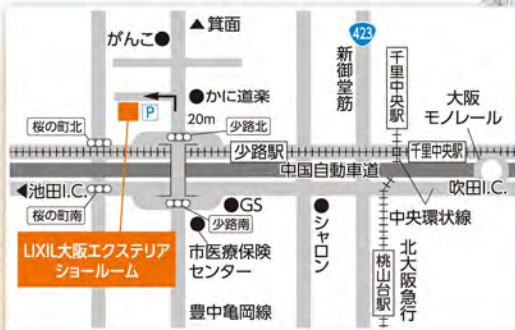 ▲箕面
がんこ●
423
新御堂筋
千里中央駅
大阪
モノレール
P
●かに道楽
20m
桜の町北
少路北
少路駅
千里中央駅
中国自動車道
◀池田I.C.
吹田I.C.
桜の町南
●GS
少路南
中央環状線
LIXIL大阪エクステリア
ショールーム
市医療保険
センター
●シャロン
桃山台駅
北大阪急行
豊中亀岡線